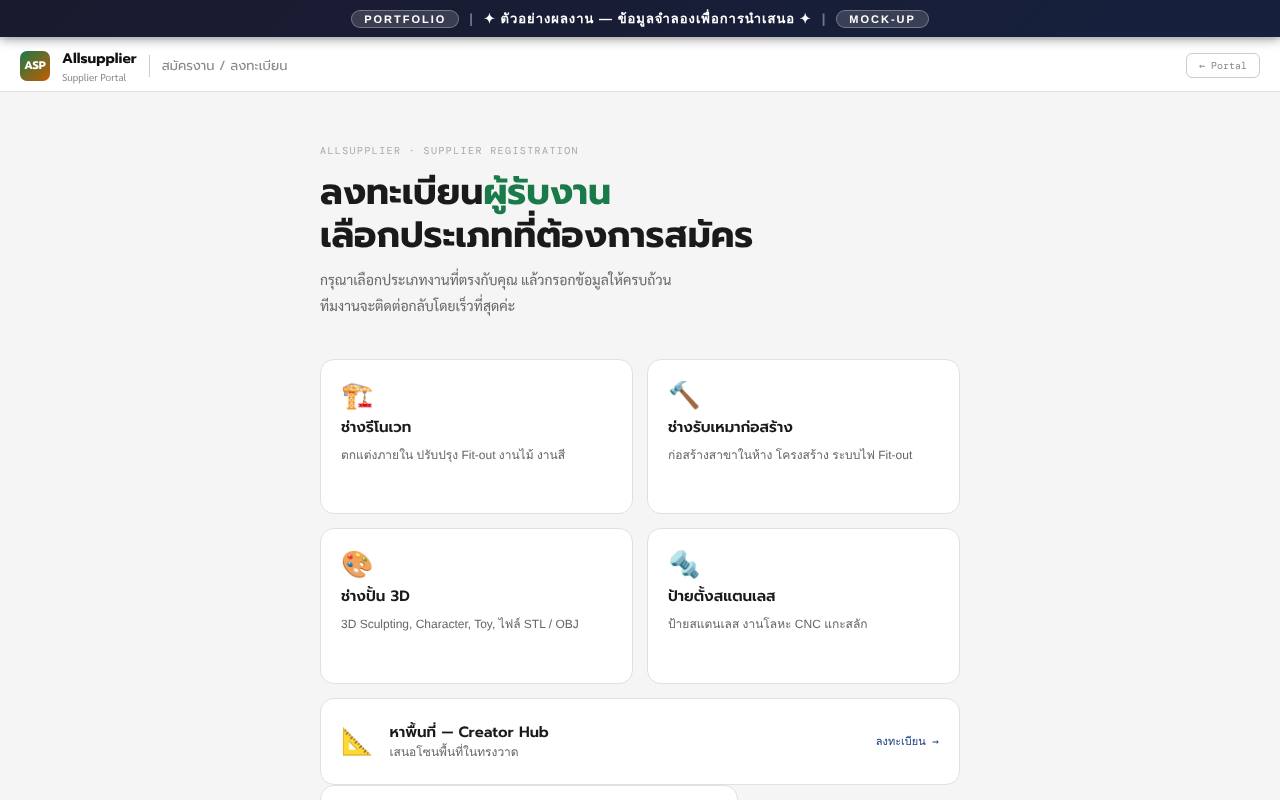 PORTFOLIO | ✦ ตัวอย่างผลงาน — ข้อมูลจำลองเพื่อการนำเสนอ ✦ | MOCK-UP
ASP Allsupplier
Supplier Portal
สมัครงาน / ลงทะเบียน
← Portal
ALLSUPPLIER · SUPPLIER REGISTRATION
ลงทะเบียนผู้รับงาน
เลือกประเภทที่ต้องการสมัคร
กรุณาเลือกประเภทงานที่ตรงกับคุณ แล้วกรอกข้อมูลให้ครบถ้วน
ทีมงานจะติดต่อกลับโดยเร็วที่สุดค่ะ
ช่างรีโนเวท
ตกแต่งภายใน ปรับปรุง Fit-out งานไม้ งานสี
ช่างรับเหมาก่อสร้าง
ก่อสร้างสาขาในห้าง โครงสร้าง ระบบไฟ Fit-out
ช่างปั้น 3D
3D Sculpting, Character, Toy, ไฟล์ STL / OBJ
ป้ายตั้งสแตนเลส
ป้ายสแตนเลส งานโลหะ CNC แกะสลัก
หาพื้นที่ — Creator Hub
เสนอโซนพื้นที่ในทรงวาด
ลงทะเบียน →